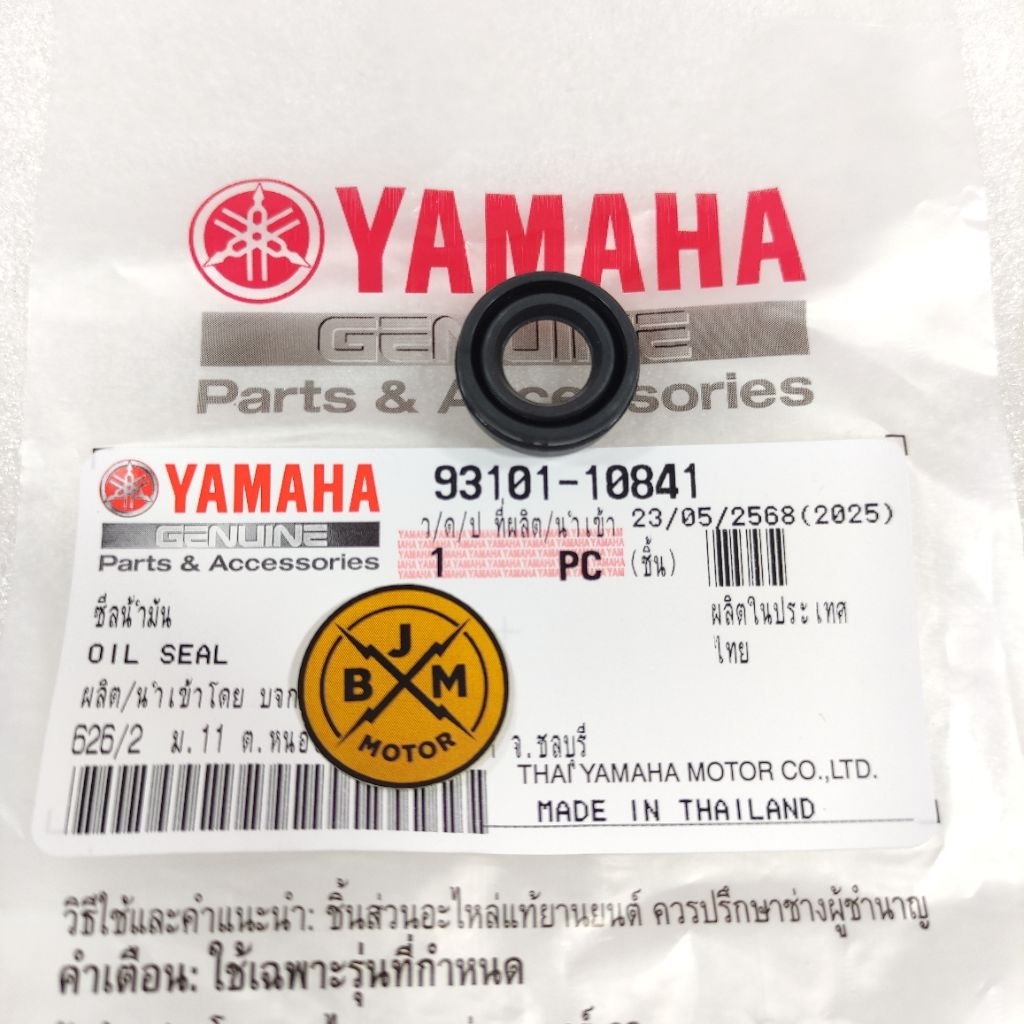 YAMAHA
GENUINE
Parts & Accessories
YAMAHA 93101-10841
GENUINE ว/ด/ป ที่ผลิต/นำเข้า 23/05/2568(2025)
Parts & Accessories 1 PC (ชิ้น)
ซีลน้ำมัน ผลิตในประเทศ
OIL SEAL ไทย
ผลิต/นำเข้าโดย
626/2 ม.11 ต. จ.ชลบุรี
J
B M
MOTOR
THAI YAMAHA MOTOR CO.,LTD.
MADE IN THAILAND
วิธีใช้และคำแนะนำ: ชิ้นส่วนอะไหล่แท้ยานยนต์ ควรปรึกษาช่างผู้ชำนาญ
คำเตือน: ใช้เฉพาะรุ่นที่กำหนด